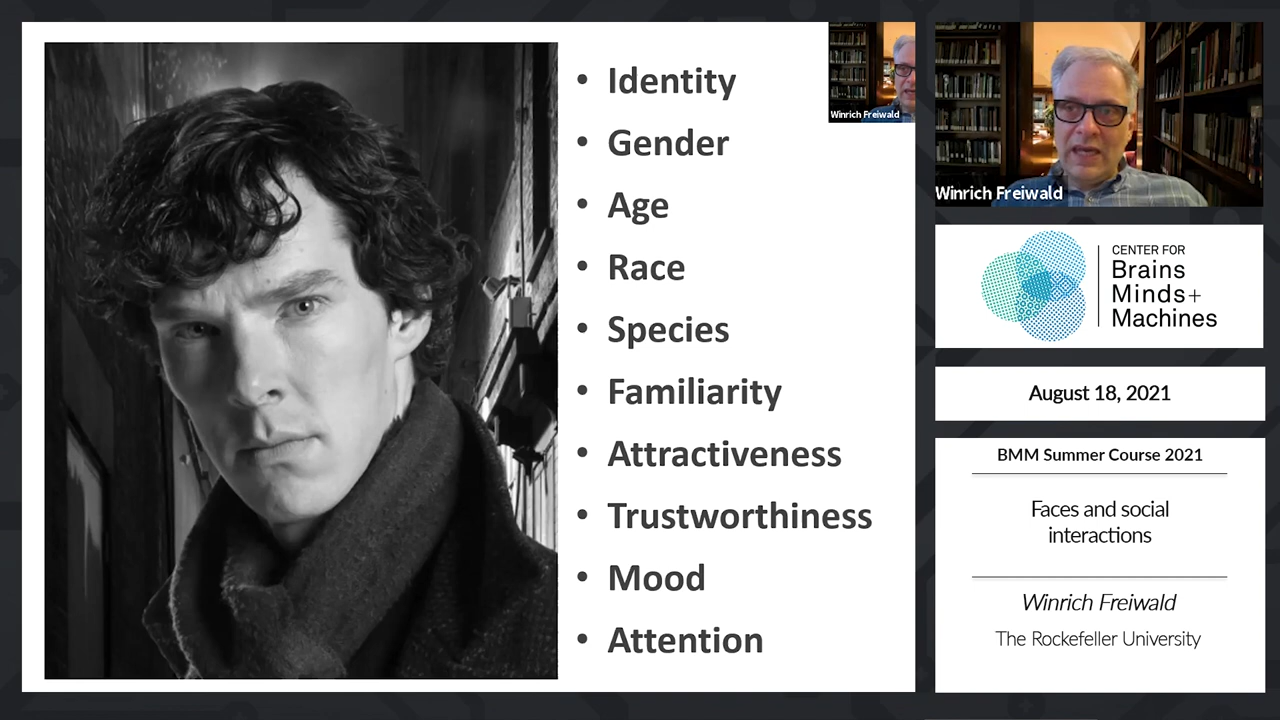 • Identity
• Gender
• Age
• Race
• Species
• Familiarity
• Attractiveness
• Trustworthiness
• Mood
• Attention
Winrich Freiwald
Winrich Freiwald
CENTER FOR
Brains
Minds+
Machines
August 18, 2021
BMM Summer Course 2021
Faces and social
interactions
Winrich Freiwald
The Rockefeller University